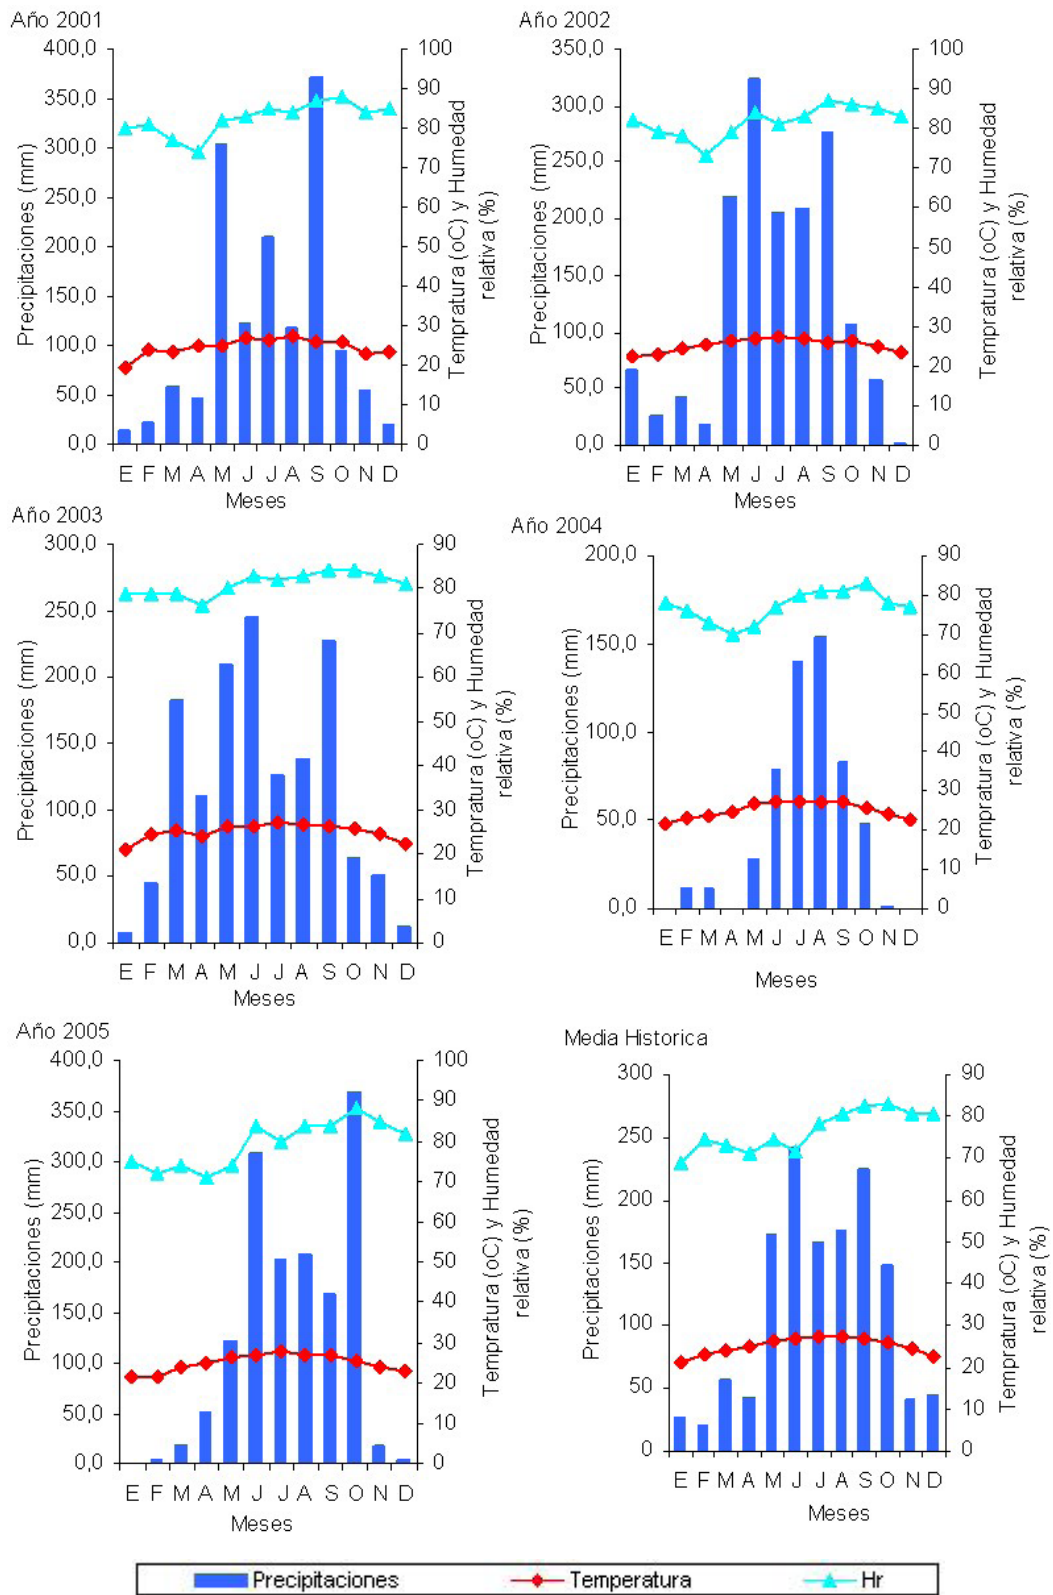 Año 2001
400,0
350,0
300,0
250,0
200,0
150,0
100,0
50,0
0,0
100
90
80
70
60
50
40
30
20
10
0
Precipitaciones (mm)
Tempratura (oC) y Humedad
relativa (%)
E F M A M J J A S O N D
Meses
Año 2002
350,0
300,0
250,0
200,0
150,0
100,0
50,0
0,0
100
90
80
70
60
50
40
30
20
10
0
Precipitaciones (mm)
Tempratura (oC) y Humedad
relativa (%)
E F M A M J J A S O N D
Meses
Año 2003
300,0
250,0
200,0
150,0
100,0
50,0
0,0
90
80
70
60
50
40
30
20
10
0
Precipitaciones (mm)
Tempratura (oC) y Humedad
relativa (%)
E F M A M J J A S O N D
Meses
Año 2004
200,0
150,0
100,0
50,0
0,0
90
80
70
60
50
40
30
20
10
0
Precipitaciones (mm)
Tempratura (oC) y Humedad
relativa (%)
E F M A M J J A S O N D
Meses
Año 2005
400,0
350,0
300,0
250,0
200,0
150,0
100,0
50,0
0,0
100
90
80
70
60
50
40
30
20
10
0
Precipitaciones (mm)
Tempratura (oC) y Humedad
relativa (%)
E F M A M J J A S O N D
Meses
Media Historica
300
250
200
150
100
50
0
90
80
70
60
50
40
30
20
10
0
Precipitaciones (mm)
Tempratura (oC) y Humedad
relativa (%)
E F M A M J J A S O N D
Meses
Precipitaciones Temperatura Hr